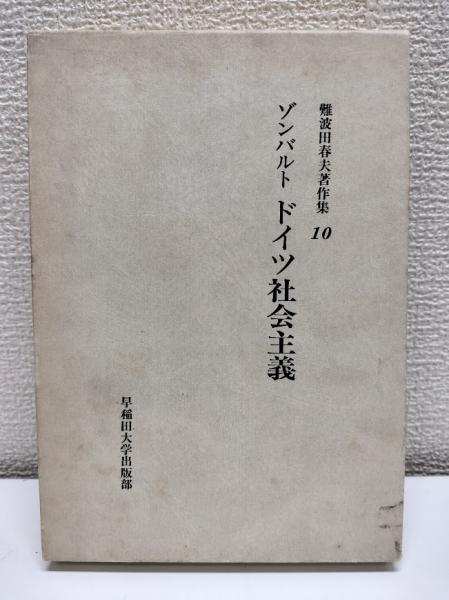 難波田春夫著作集 10
ゾンバルト ドイツ社会主義
早稲田大学出版部